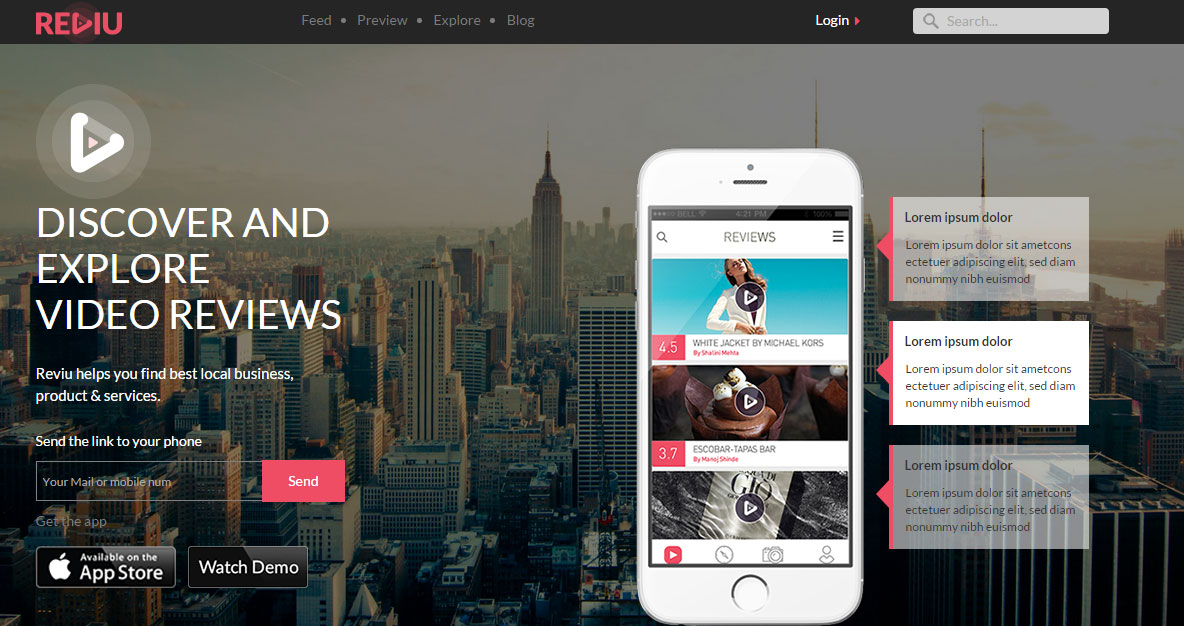 REDIU
Feed • Preview • Explore • Blog
Login
Search...
DISCOVER AND
EXPLORE
VIDEO REVIEWS
Reviu helps you find best local business,
product & services.
Send the link to your phone
Your Mail or mobile num
Send
Get the app
Available on the
App Store
Watch Demo
BELL 4:21 PM 100%
REVIEWS
4.5 WHITE JACKET BY MICHAEL KORS
By Shalini Mehta
3.7 ESCOBAR-TAPAS BAR
By Manoj Shinde
Lorem ipsum dolor
Lorem ipsum dolor sit ametcons
ectetuer adipiscing elit, sed diam
nonummy nibh euismod
Lorem ipsum dolor
Lorem ipsum dolor sit ametcons
ectetuer adipiscing elit, sed diam
nonummy nibh euismod
Lorem ipsum dolor
Lorem ipsum dolor sit ametcons
ectetuer adipiscing elit, sed diam
nonummy nibh euismod